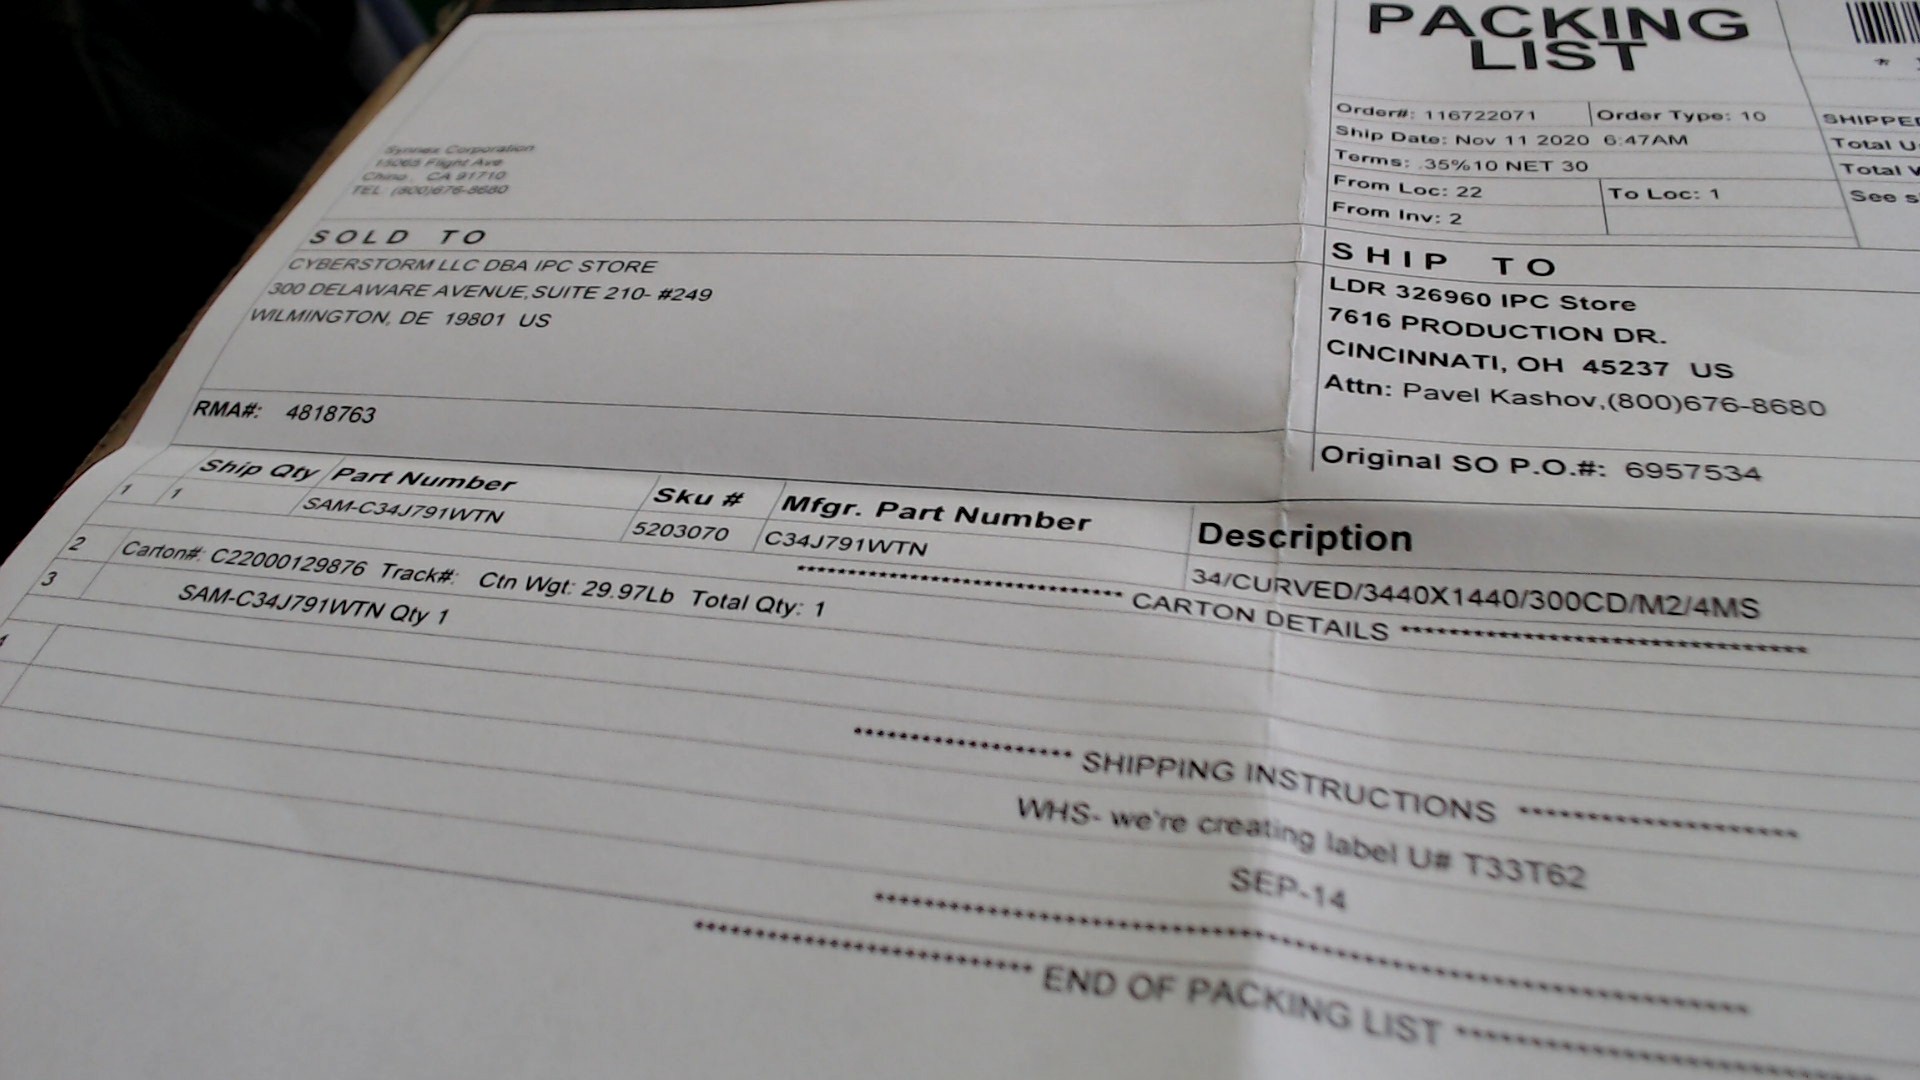 PACKING
LIST
Order#: 116722071 Order Type: 10
Ship Date: Nov 11 2020 6:47AM
Terms: .35%10 NET 30
From Loc: 22 To Loc: 1
From Inv: 2
SHIPPED
Total
Total
See
Synnex Corporation
15065 Flight Ave
Chino , CA 91710
TEL: (800)676-8680
SOLD TO
CYBERSTORM LLC DBA IPC STORE
300 DELAWARE AVENUE,SUITE 210- #249
WILMINGTON, DE 19801 US
SHIP TO
LDR 326960 IPC Store
7616 PRODUCTION DR.
CINCINNATI, OH 45237 US
Attn: Pavel Kashov,(800)676-8680
RMA#: 4818763
Original SO P.O.#: 6957534
Ship Qty Part Number Sku # Mfgr. Part Number Description
1 1 SAM-C34J791WTN 5203070 C34J791WTN 34/CURVED/3440X1440/300CD/M2/4MS
2 ****************************** CARTON DETAILS **************************************
3 Carton#: C22000129876 Track#: Ctn Wgt: 29.97Lb Total Qty: 1
4 SAM-C34J791WTN Qty 1
******************** SHIPPING INSTRUCTIONS ************************
WHS- we're creating label U# T33T62
SEP-14
******************************************************************
****************************** END OF PACKING LIST ******************************